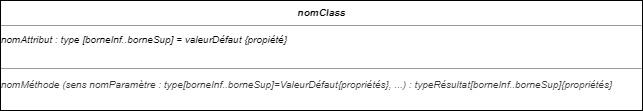 nomClass
nomAttribut : type [borneInf..borneSup] = valeurDéfaut {propiété}
nomMéthode (sens nomParamètre : type[borneInf..borneSup]=ValeurDéfaut{propriétés}, ...) : typeRésultat[borneInf..borneSup]{propriétés}